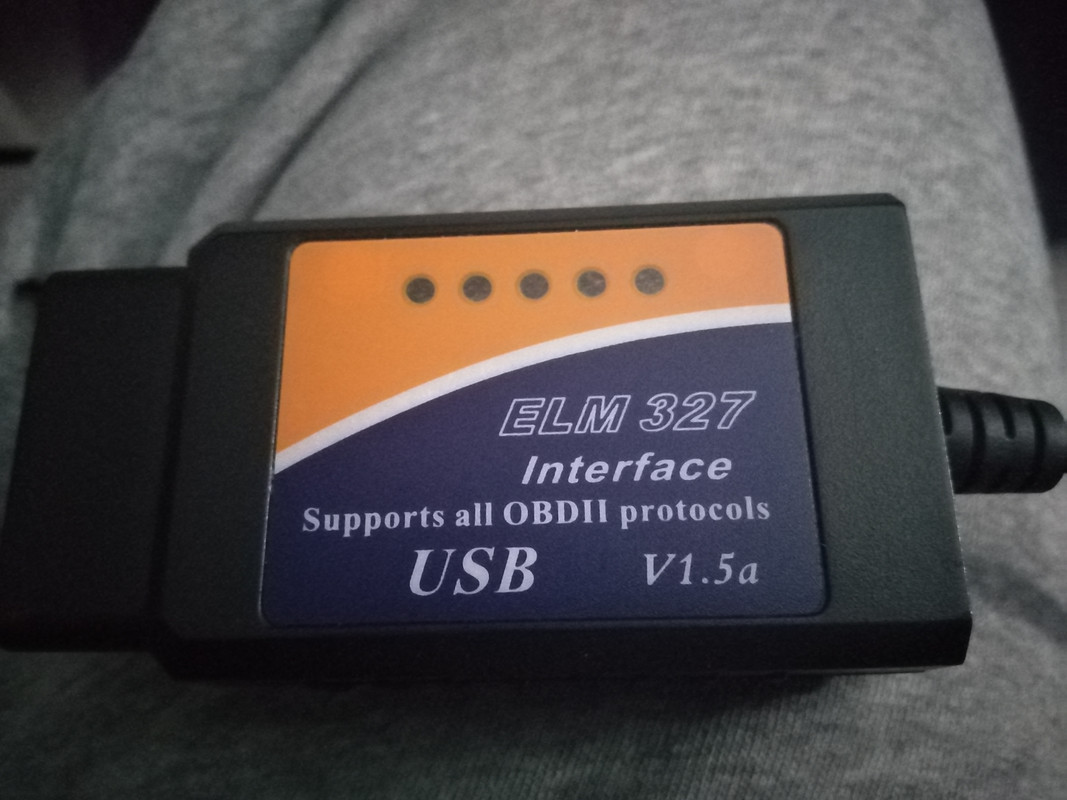 ELM 327
Interface
Supports all OBDII protocols
USB V1.5a